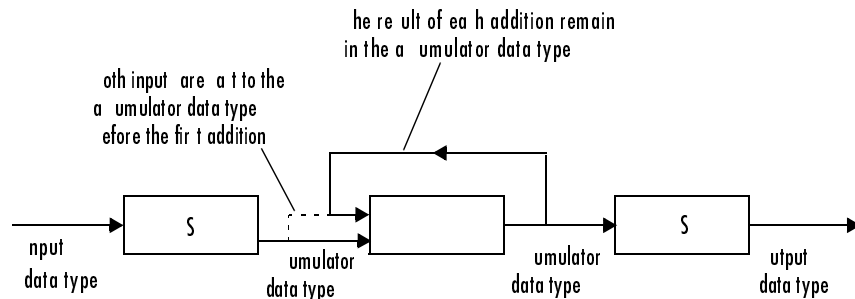 he re ult of ea h addition remain
in the a umulator data type
oth input are a t to the
a umulator data type
efore the fir t addition
S
S
nput
data type
umulator
data type
umulator
data type
utput
data type